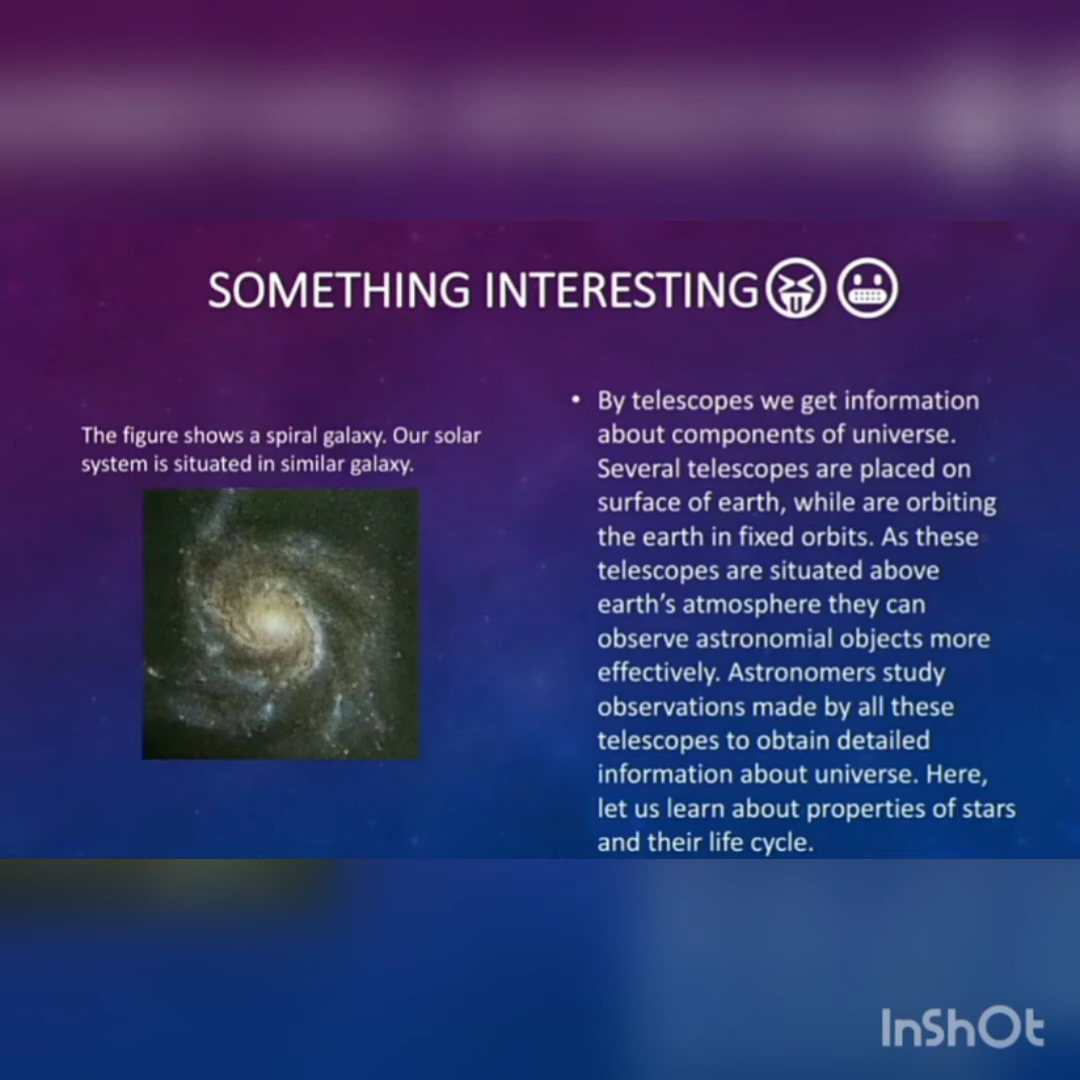 SOMETHING INTERESTING😝😬
The figure shows a spiral galaxy. Our solar
system is situated in similar galaxy.
• By telescopes we get information
about components of universe.
Several telescopes are placed on
surface of earth, while are orbiting
the earth in fixed orbits. As these
telescopes are situated above
earth’s atmosphere they can
observe astronomial objects more
effectively. Astronomers study
observations made by all these
telescopes to obtain detailed
information about universe. Here,
let us learn about properties of stars
and their life cycle.
InShOt